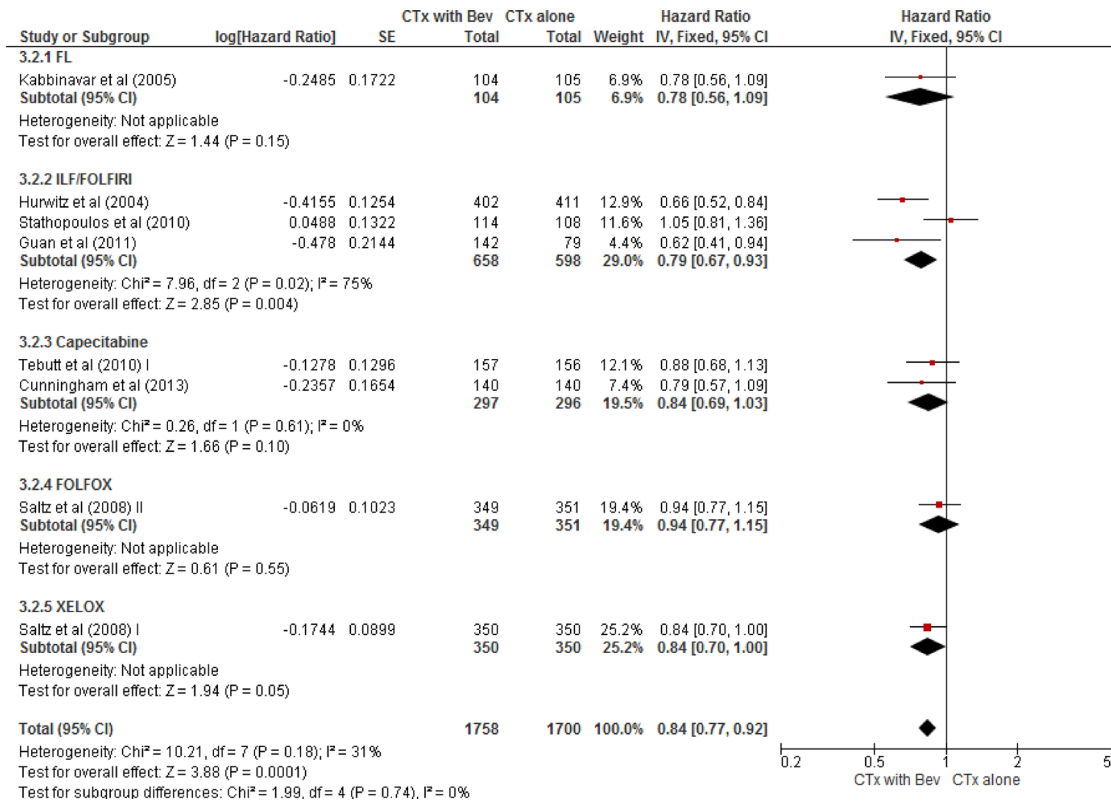 CTx with Bev CTx alone Hazard Ratio Hazard Ratio
Study or Subgroup log[Hazard Ratio] SE Total Total Weight IV, Fixed, 95% CI IV, Fixed, 95% CI
3.2.1 FL
Kabbinavar et al (2005) -0.2485 0.1722 104 105 6.9% 0.78 [0.56, 1.09]
Subtotal (95% CI) 104 105 6.9% 0.78 [0.56, 1.09]
Heterogeneity: Not applicable
Test for overall effect: Z = 1.44 (P = 0.15)
3.2.2 ILF/FOLFIRI
Hurwitz et al (2004) -0.4155 0.1254 402 411 12.9% 0.66 [0.52, 0.84]
Stathopoulos et al (2010) 0.0488 0.1322 114 108 11.6% 1.05 [0.81, 1.36]
Guan et al (2011) -0.478 0.2144 142 79 4.4% 0.62 [0.41, 0.94]
Subtotal (95% CI) 658 598 29.0% 0.79 [0.67, 0.93]
Heterogeneity: Chi² = 7.96, df = 2 (P = 0.02); I² = 75%
Test for overall effect: Z = 2.85 (P = 0.004)
3.2.3 Capecitabine
Tebutt et al (2010) I -0.1278 0.1296 157 156 12.1% 0.88 [0.68, 1.13]
Cunningham et al (2013) -0.2357 0.1654 140 140 7.4% 0.79 [0.57, 1.09]
Subtotal (95% CI) 297 296 19.5% 0.84 [0.69, 1.03]
Heterogeneity: Chi² = 0.26, df = 1 (P = 0.61); I² = 0%
Test for overall effect: Z = 1.66 (P = 0.10)
3.2.4 FOLFOX
Saltz et al (2008) II -0.0619 0.1023 349 351 19.4% 0.94 [0.77, 1.15]
Subtotal (95% CI) 349 351 19.4% 0.94 [0.77, 1.15]
Heterogeneity: Not applicable
Test for overall effect: Z = 0.61 (P = 0.55)
3.2.5 XELOX
Saltz et al (2008) I -0.1744 0.0899 350 350 25.2% 0.84 [0.70, 1.00]
Subtotal (95% CI) 350 350 25.2% 0.84 [0.70, 1.00]
Heterogeneity: Not applicable
Test for overall effect: Z = 1.94 (P = 0.05)
Total (95% CI) 1758 1700 100.0% 0.84 [0.77, 0.92]
Heterogeneity: Chi² = 10.21, df = 7 (P = 0.18); I² = 31%
Test for overall effect: Z = 3.88 (P = 0.0001)
Test for subgroup differences: Chi² = 1.99, df = 4 (P = 0.74), I² = 0%
0.2 0.5 1 2 5
CTx with Bev CTx alone